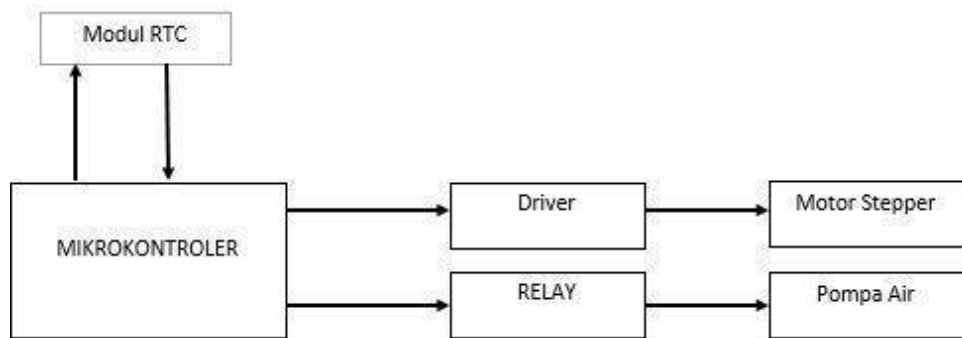 Modul RTC
MIKROKONTROLER
Driver
Motor Stepper
RELAY
Pompa Air